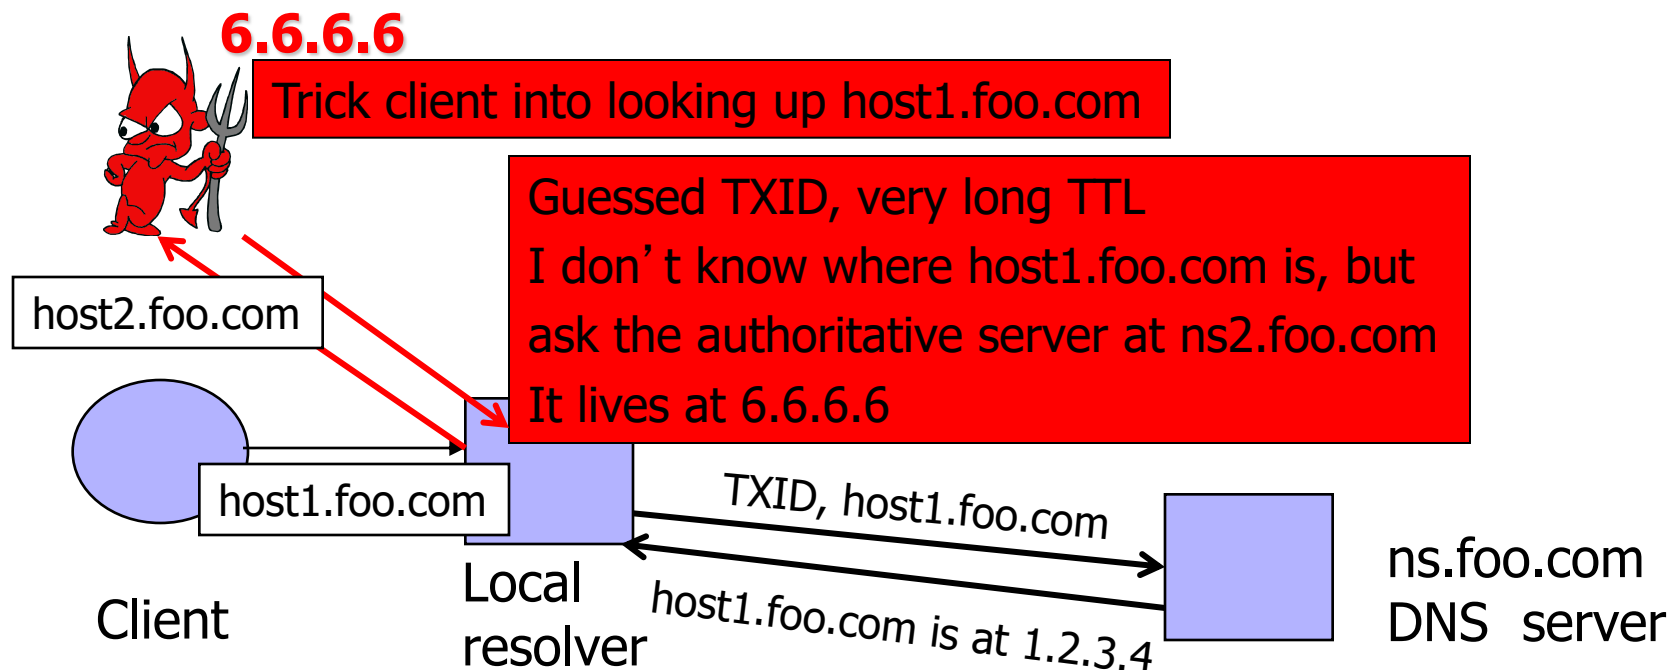 6.6.6.6
Trick client into looking up host1.foo.com
Guessed TXID, very long TTL
I don’t know where host1.foo.com is, but
ask the authoritative server at ns2.foo.com
It lives at 6.6.6.6
host2.foo.com
host1.foo.com
TXID, host1.foo.com
host1.foo.com is at 1.2.3.4
Client
Local
resolver
ns.foo.com
DNS server